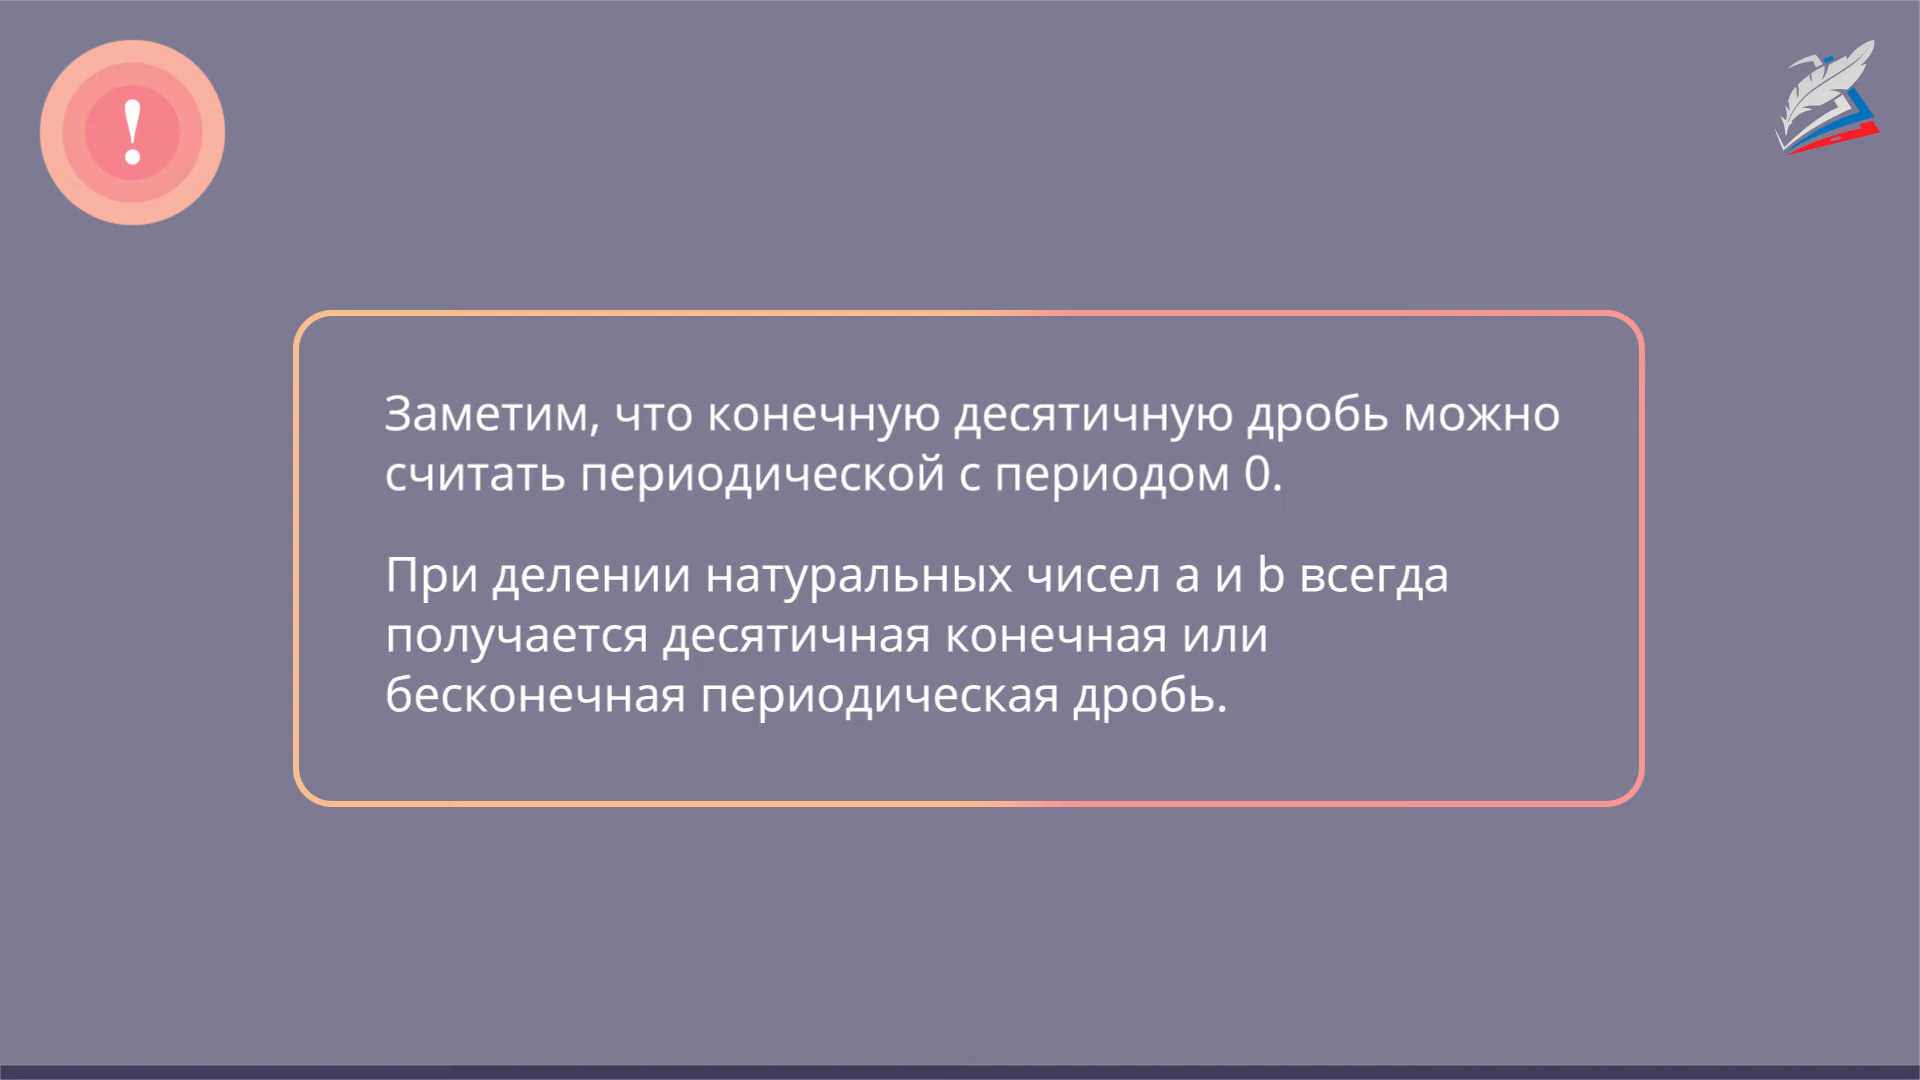 !
Заметим, что конечную десятичную дробь можно
считать периодической с периодом 0.
При делении натуральных чисел a и b всегда
получается десятичная конечная или
бесконечная периодическая дробь.